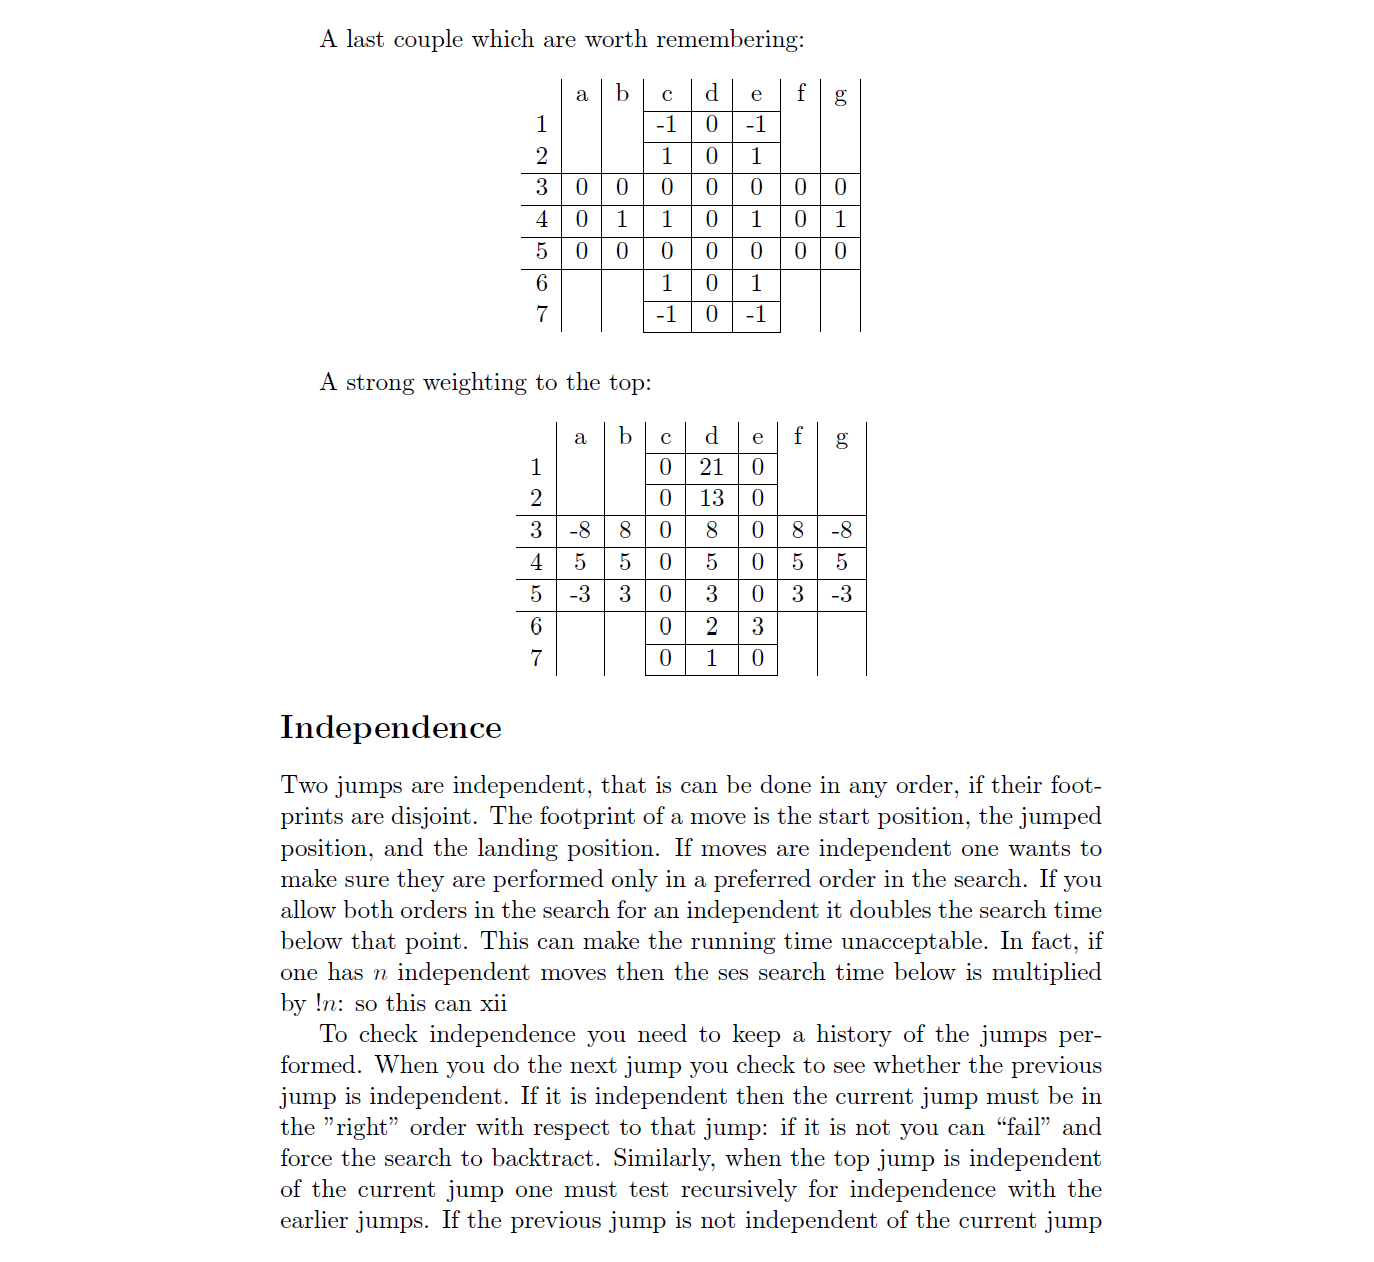 A last couple which are worth remembering:
a b c d e f g
1 -1 0 -1
2 1 0 1
3 0 0 0 0 0 0 0
4 0 1 1 0 1 0 1
5 0 0 0 0 0 0 0
6 1 0 1
7 -1 0 -1
A strong weighting to the top:
a b c d e f g
1 0 21 0
2 0 13 0
3 -8 8 0 8 0 8 -8
4 5 5 0 5 0 5 5
5 -3 3 0 3 0 3 -3
6 0 2 3
7 0 1 0
Independence
Two jumps are independent, that is can be done in any order, if their foot-
prints are disjoint. The footprint of a move is the start position, the jumped
position, and the landing position. If moves are independent one wants to
make sure they are performed only in a preferred order in the search. If you
allow both orders in the search for an independent it doubles the search time
below that point. This can make the running time unacceptable. In fact, if
one has n independent moves then the ses search time below is multiplied
by !n: so this can xii
To check independence you need to keep a history of the jumps per-
formed. When you do the next jump you check to see whether the previous
jump is independent. If it is independent then the current jump must be in
the ”right” order with respect to that jump: if it is not you can “fail” and
force the search to backtract. Similarly, when the top jump is independent
of the current jump one must test recursively for independence with the
earlier jumps. If the previous jump is not independent of the current jump